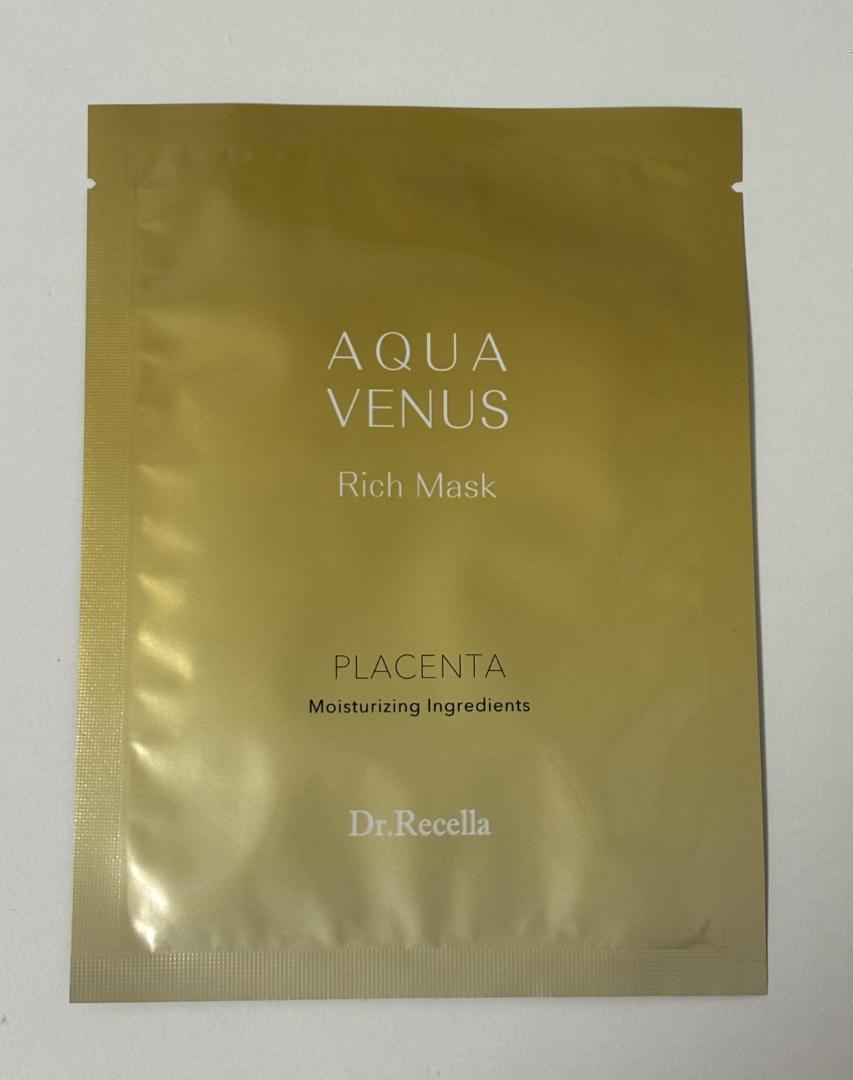 AQUA
VENUS
Rich Mask
PLACENTA
Moisturizing Ingredients
Dr.Recella